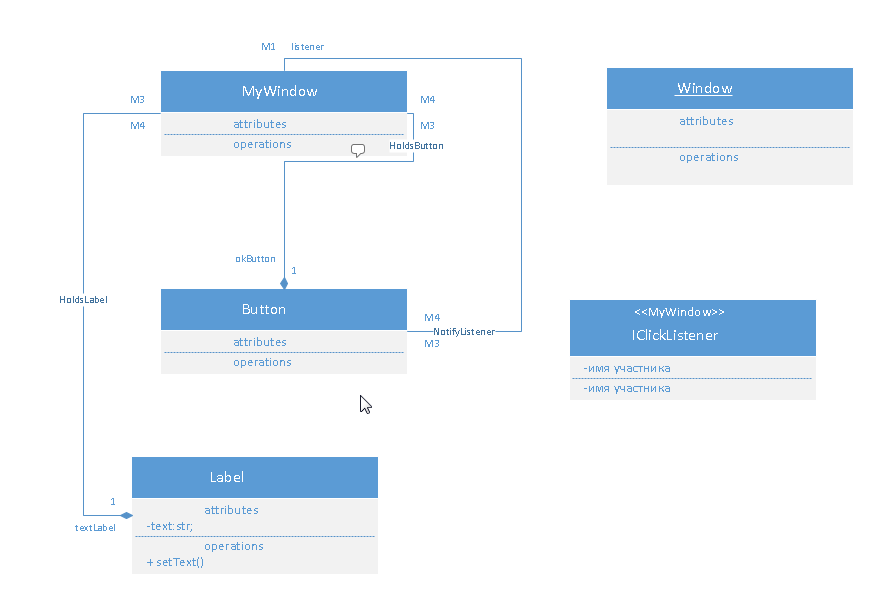 M1 listener
MyWindow
Window
M3
M4
M4
attributes
M3
operations
HoldsButton
attributes
operations
okButton
1
HoldsLabel
Button
M4
NotifyListener
M3
attributes
operations
<<MyWindow>>
IClickListener
-имя участника
-имя участника
Label
1
textLabel
attributes
-text:str;
operations
+ setText()